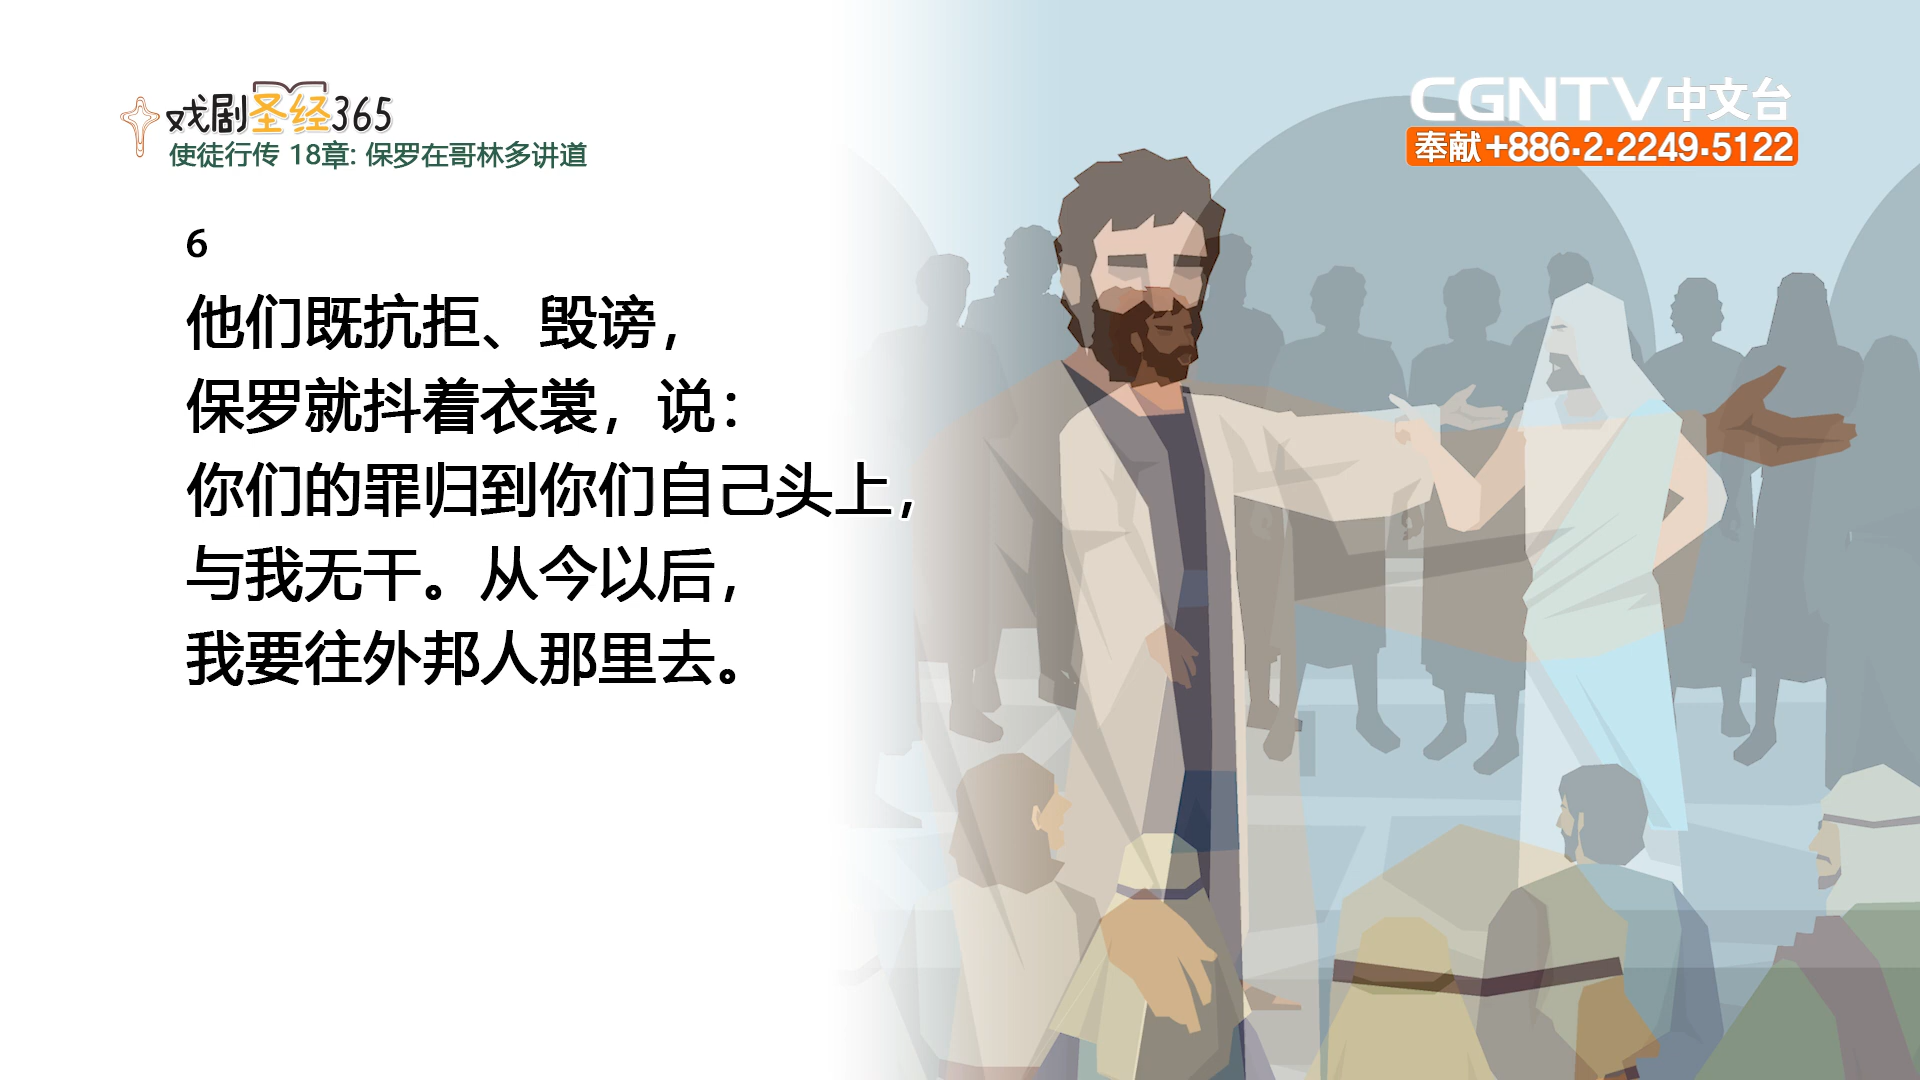 戏剧圣经365
使徒行传 18章: 保罗在哥林多讲道
CGNTV中文台
奉献+886·2·2249·5122
6
他们既抗拒、毁谤，
保罗就抖着衣裳，说：
你们的罪归到你们自己头上，
与我无干。从今以后，
我要往外邦人那里去。